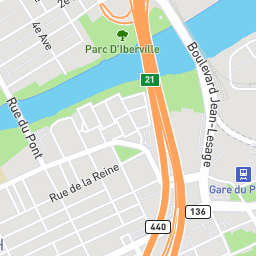 2e
4e Ave
Parc D'Iberville
21
Boulevard Jean-Lesage
Rue du Pont
Rue de la Reine
Gare du P
136
440
H